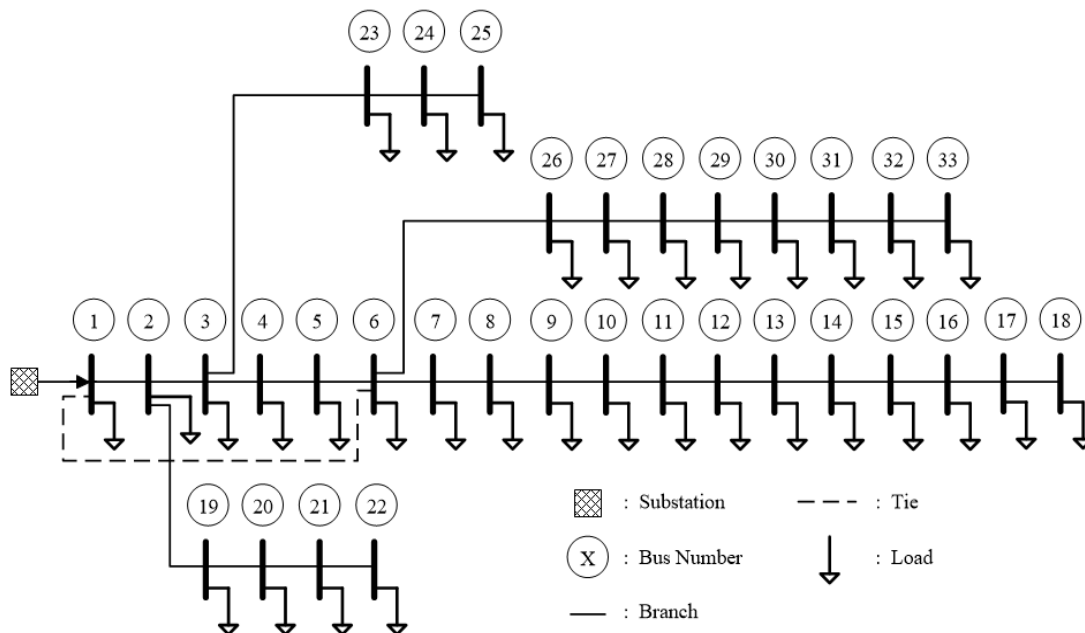 23 24 25
26 27 28 29 30 31 32 33
1 2 3 4 5 6 7 8 9 10 11 12 13 14 15 16 17 18
19 20 21 22
: Substation
: Tie
X : Bus Number
: Load
: Branch